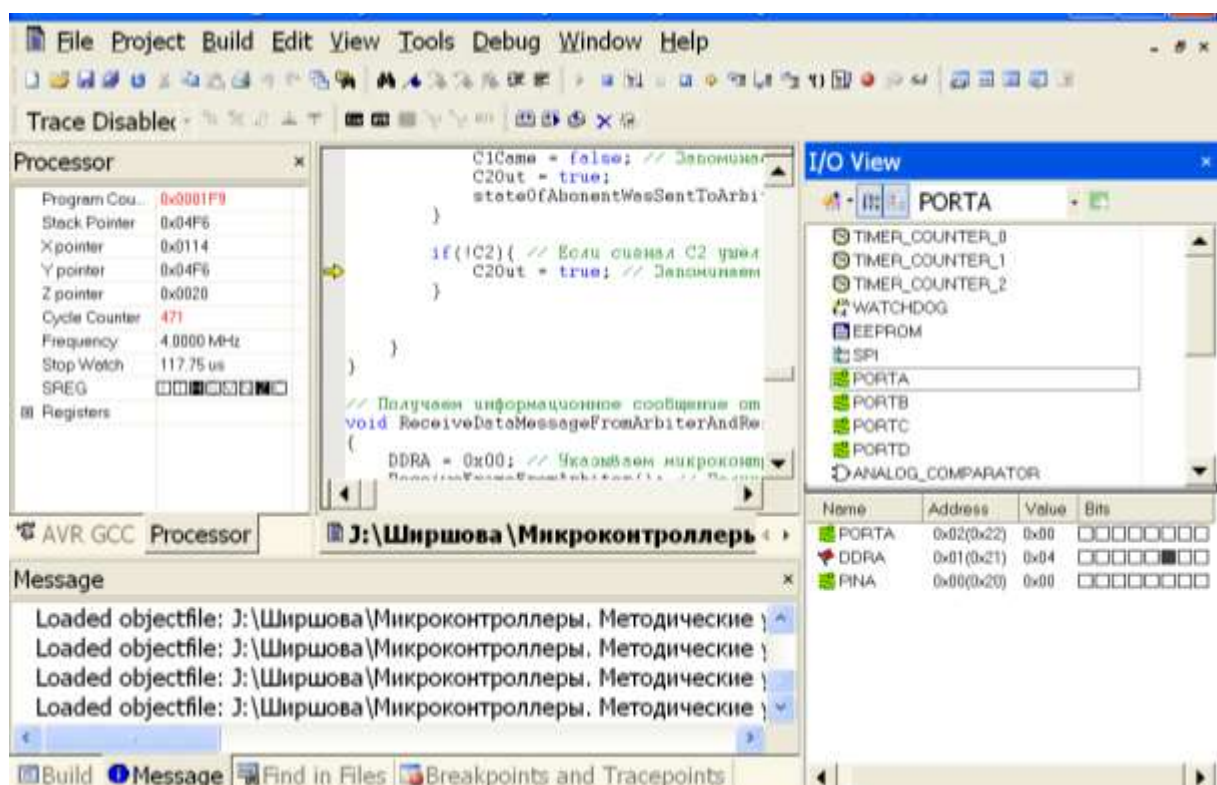 File Project Build Edit View Tools Debug Window Help
Trace Disabled
Processor
Program Cou.. 0x0001F9
Stack Pointer 0x04F6
X pointer 0x0114
Y pointer 0x04F6
Z pointer 0x0020
Cycle Counter 471
Frequency 4.0000 MHz
Stop Watch 117.75 us
SREG
Registers
AVR GCC Processor
C1Came = false; // Запомина
C2Out = true;
stateOfAbonentWasSentToArbi
}
if(!C2){ // Если сигнал C2 ушёл
C2Out = true; // Запоминаем
}
}
}
// Получаем информационное сообщение от
void ReceiveDataMessageFromArbiterAndRe
{
DDRA = 0x00; // Указываем микроконт
J:\Ширшова\Микроконтроллеры
I/O View
PORTA
TIMER_COUNTER_0
TIMER_COUNTER_1
TIMER_COUNTER_2
WATCHDOG
EEPROM
SPI
PORTA
PORTB
PORTC
PORTD
ANALOG_COMPARATOR
Name Address Value Bits
PORTA 0x02(0x22) 0x00
DDRA 0x01(0x21) 0x04
PINA 0x00(0x20) 0x00
Message
Loaded objectfile: J:\Ширшова\Микроконтроллеры. Методические
Loaded objectfile: J:\Ширшова\Микроконтроллеры. Методические
Loaded objectfile: J:\Ширшова\Микроконтроллеры. Методические
Loaded objectfile: J:\Ширшова\Микроконтроллеры. Методические
Build Message Find in Files Breakpoints and Tracepoints